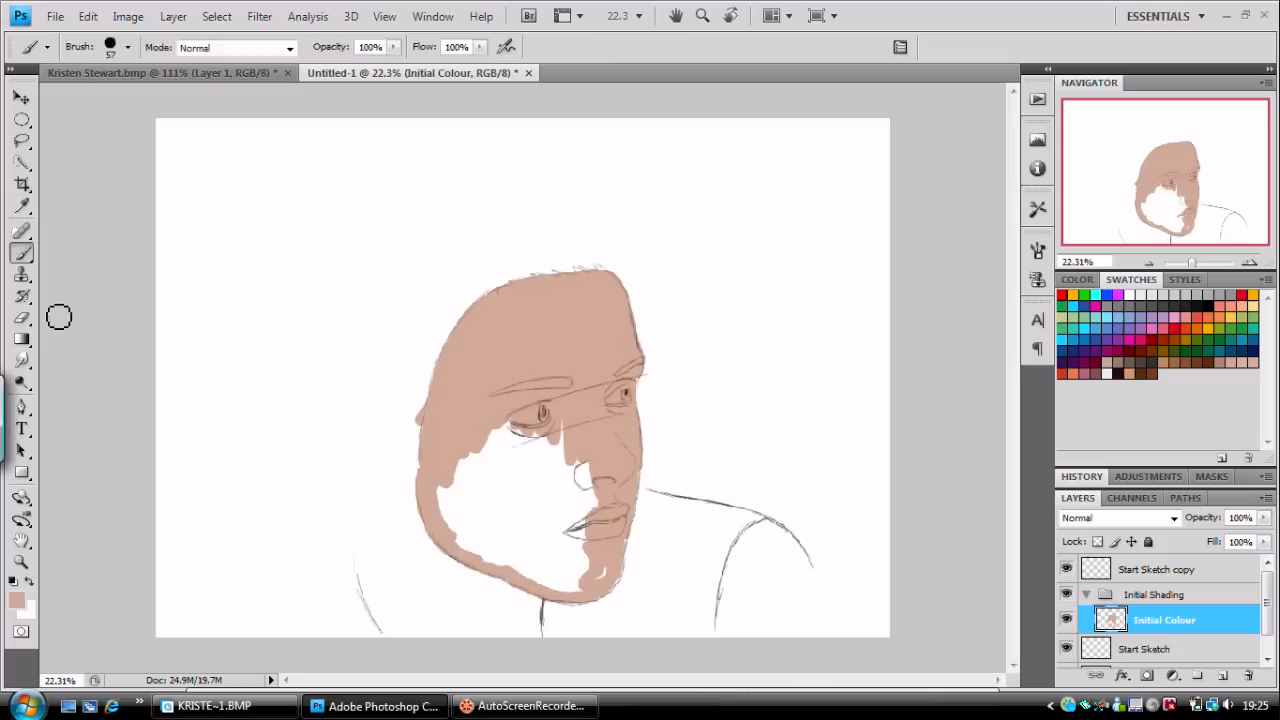 Ps File Edit Image Layer Select Filter Analysis 3D View Window Help Br 22.3 ESSENTIALS
Brush: 57 Mode: Normal Opacity: 100% Flow: 100%
Kristen Stewart.bmp @ 111% (Layer 1, RGB/8) * Untitled-1 @ 22.3% (Initial Colour, RGB/8) *
NAVIGATOR
22.31%
COLOR SWATCHES STYLES
HISTORY ADJUSTMENTS MASKS
LAYERS CHANNELS PATHS
Normal Opacity: 100%
Lock: Fill: 100%
Start Sketch copy
Initial Shading
Initial Colour
Start Sketch
22.31% Doc: 24.9M/19.7M
KRISTE~1.BMP Adobe Photoshop C... AutoScreenRecorde... 19:25